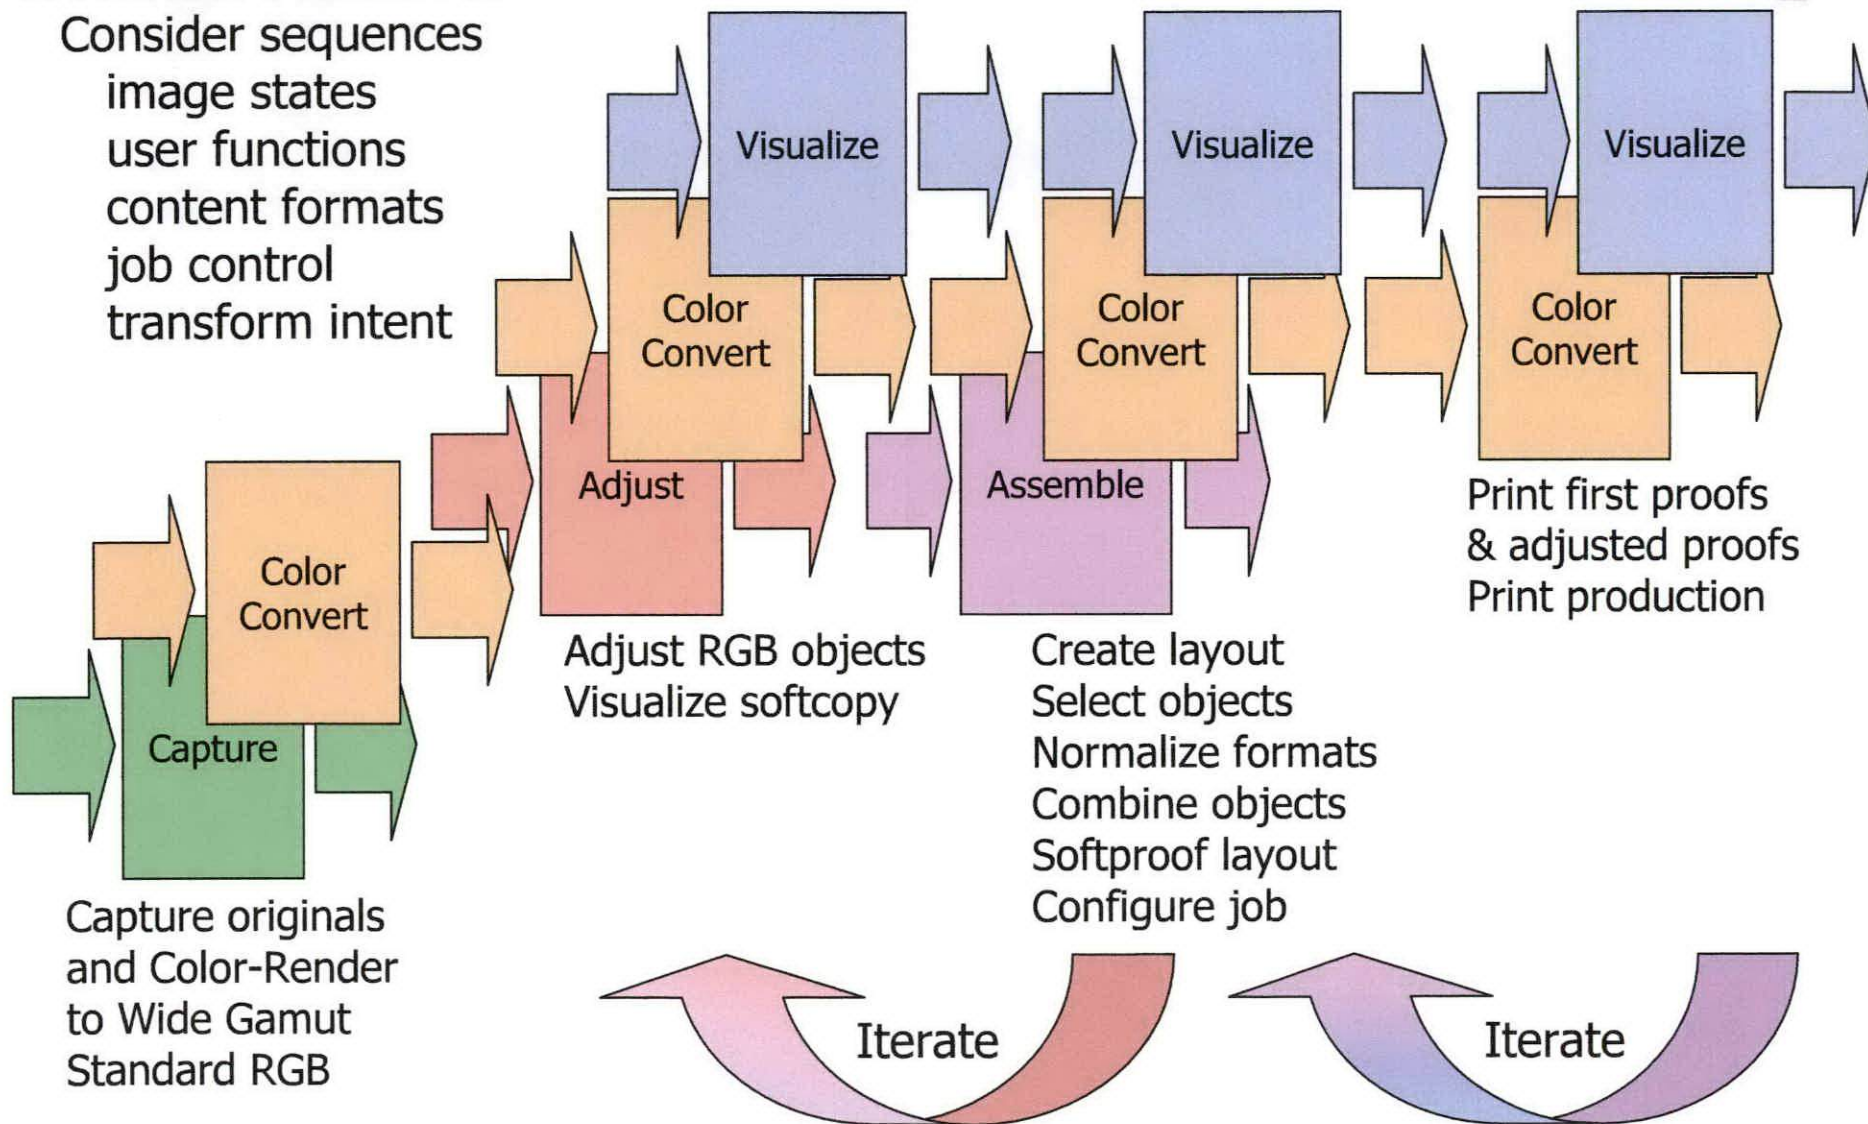 Consider sequences
image states
user functions
content formats
job control
transform intent
Visualize
Visualize
Visualize
Color
Convert
Color
Convert
Color
Convert
Adjust
Assemble
Print first proofs
& adjusted proofs
Print production
Color
Convert
Capture
Adjust RGB objects
Visualize softcopy
Create layout
Select objects
Normalize formats
Combine objects
Softproof layout
Configure job
Capture originals
and Color-Render
to Wide Gamut
Standard RGB
Iterate
Iterate